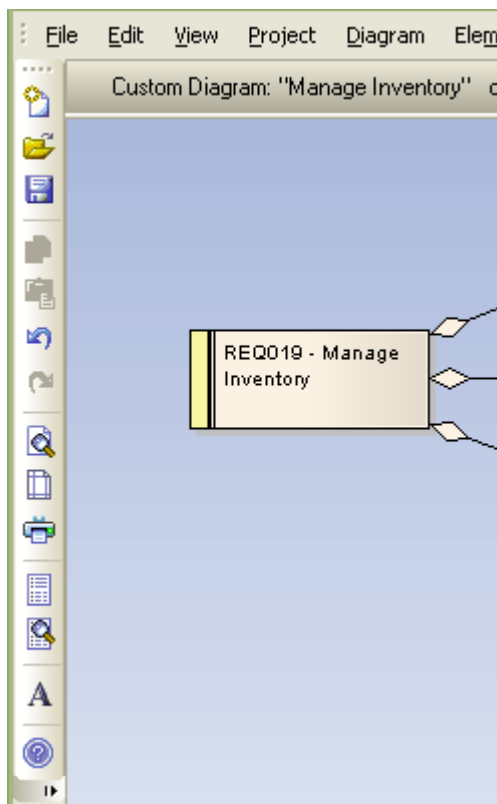 File Edit View Project Diagram
Custom Diagram: "Manage Inventory"
REQ019 - Manage
Inventory
A
?